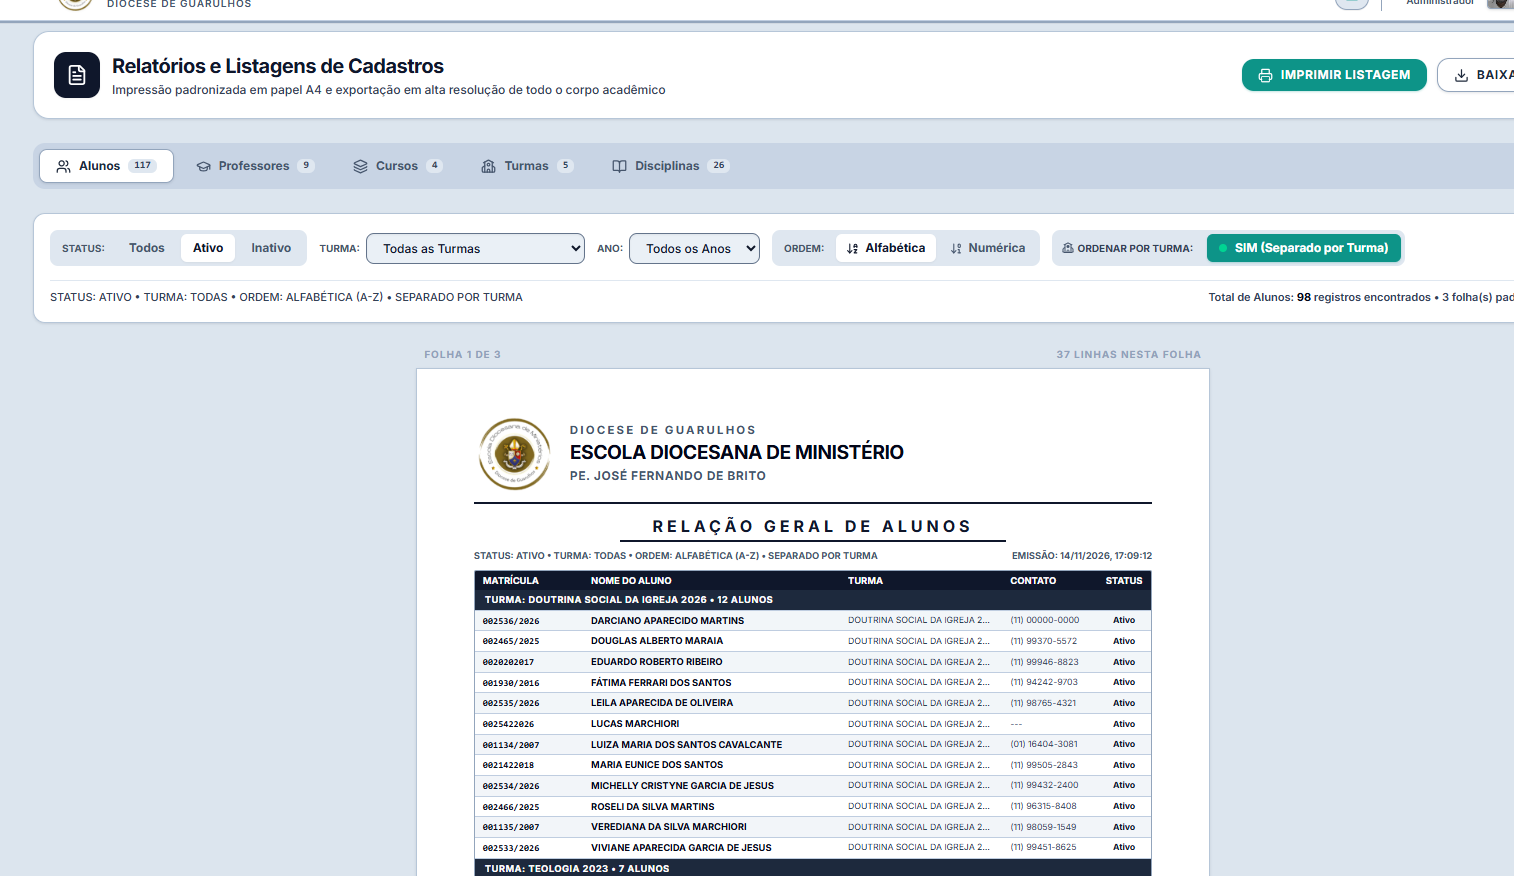 DIOCESE DE GUARULHOS
Administrador
Relatórios e Listagens de Cadastros
Impressão padronizada em papel A4 e exportação em alta resolução de todo o corpo acadêmico
IMPRIMIR LISTAGEM
BAIXA
Alunos 117
Professores 9
Cursos 4
Turmas 5
Disciplinas 26
STATUS: Todos Ativo Inativo TURMA: Todas as Turmas ANO: Todos os Anos ORDEM: Alfabética Numérica ORDENAR POR TURMA: SIM (Separado por Turma)
STATUS: ATIVO • TURMA: TODAS • ORDEM: ALFABÉTICA (A-Z) • SEPARADO POR TURMA
Total de Alunos: 98 registros encontrados • 3 folha(s) pad
FOLHA 1 DE 3
37 LINHAS NESTA FOLHA
DIOCESE DE GUARULHOS
ESCOLA DIOCESANA DE MINISTÉRIO
PE. JOSÉ FERNANDO DE BRITO
RELAÇÃO GERAL DE ALUNOS
STATUS: ATIVO • TURMA: TODAS • ORDEM: ALFABÉTICA (A-Z) • SEPARADO POR TURMA
EMISSÃO: 14/11/2026, 17:09:12
MATRÍCULA NOME DO ALUNO TURMA CONTATO STATUS
TURMA: DOUTRINA SOCIAL DA IGREJA 2026 • 12 ALUNOS
002536/2026 DARCIANO APARECIDO MARTINS DOUTRINA SOCIAL DA IGREJA 2... (11) 00000-0000 Ativo
002465/2025 DOUGLAS ALBERTO MARAIA DOUTRINA SOCIAL DA IGREJA 2... (11) 99370-5572 Ativo
0020202017 EDUARDO ROBERTO RIBEIRO DOUTRINA SOCIAL DA IGREJA 2... (11) 99946-8823 Ativo
001930/2016 FÁTIMA FERRARI DOS SANTOS DOUTRINA SOCIAL DA IGREJA 2... (11) 94242-9703 Ativo
002535/2026 LEILA APARECIDA DE OLIVEIRA DOUTRINA SOCIAL DA IGREJA 2... (11) 98765-4321 Ativo
0025422026 LUCAS MARCHIORI DOUTRINA SOCIAL DA IGREJA 2... --- Ativo
001134/2007 LUIZA MARIA DOS SANTOS CAVALCANTE DOUTRINA SOCIAL DA IGREJA 2... (01) 16404-3081 Ativo
0021422018 MARIA EUNICE DOS SANTOS DOUTRINA SOCIAL DA IGREJA 2... (11) 99505-2843 Ativo
002534/2026 MICHELLY CRISTYNE GARCIA DE JESUS DOUTRINA SOCIAL DA IGREJA 2... (11) 99432-2400 Ativo
002466/2025 ROSELI DA SILVA MARTINS DOUTRINA SOCIAL DA IGREJA 2... (11) 96315-8408 Ativo
001135/2007 VEREDIANA DA SILVA MARCHIORI DOUTRINA SOCIAL DA IGREJA 2... (11) 98059-1549 Ativo
002533/2026 VIVIANE APARECIDA GARCIA DE JESUS DOUTRINA SOCIAL DA IGREJA 2... (11) 99451-8625 Ativo
TURMA: TEOLOGIA 2023 • 7 ALUNOS